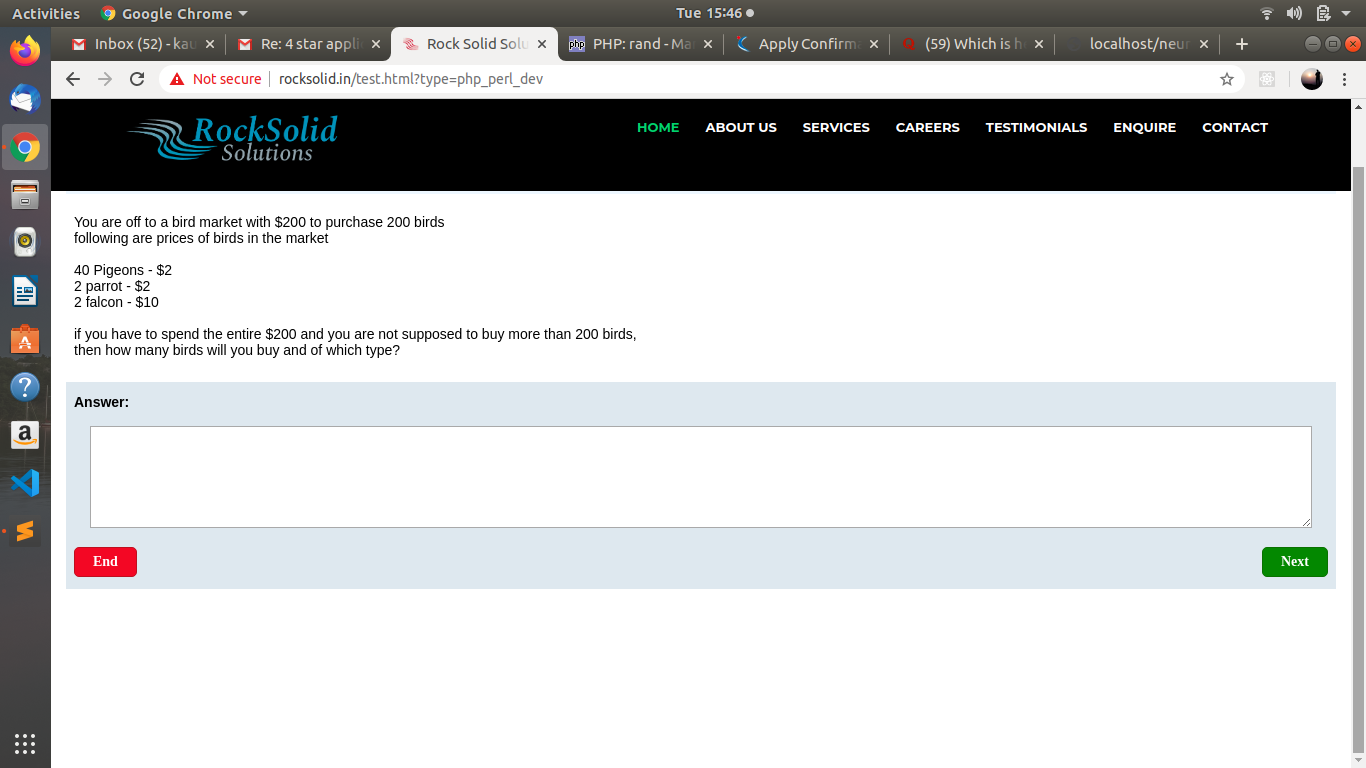 Activities
Google Chrome
Tue 15:46
Inbox (52) - kau
Re: 4 star appli
Rock Solid Solu
PHP: rand - Ma
Apply Confirma
(59) Which is h
localhost/neur
Not secure
rocksolid.in/test.html?type=php_perl_dev
RockSolid
Solutions
HOME
ABOUT US
SERVICES
CAREERS
TESTIMONIALS
ENQUIRE
CONTACT
You are off to a bird market with $200 to purchase 200 birds
following are prices of birds in the market
40 Pigeons - $2
2 parrot - $2
2 falcon - $10
if you have to spend the entire $200 and you are not supposed to buy more than 200 birds,
then how many birds will you buy and of which type?
Answer:
End
Next